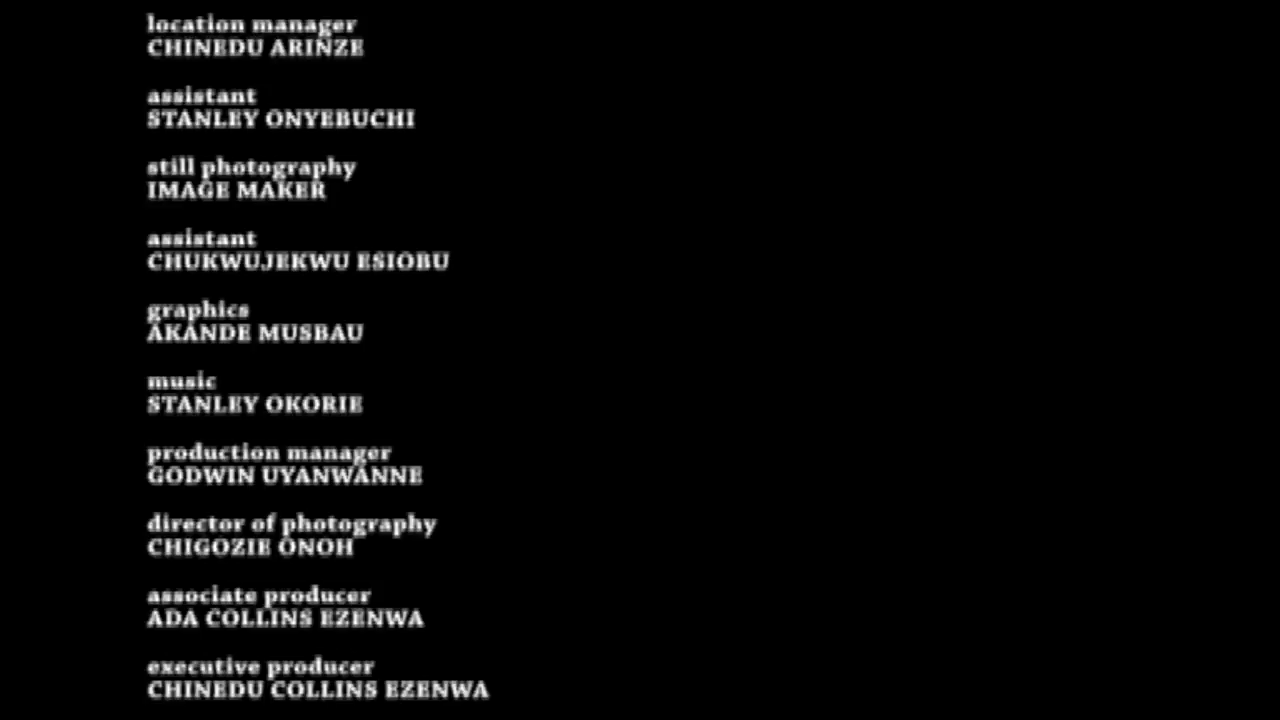 location manager
CHINEDU ARINZE
assistant
STANLEY ONYEBUCHI
still photography
IMAGE MAKER
assistant
CHUKWUJEKWU ESIOBU
graphics
AKANDE MUSBAU
music
STANLEY OKORIE
production manager
GODWIN UYANWANNE
director of photography
CHIGOZIE ONOH
associate producer
ADA COLLINS EZENWA
executive producer
CHINEDU COLLINS EZENWA